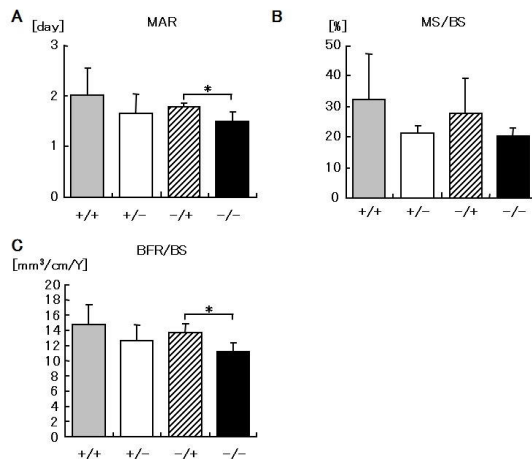 A
MAR
[day]
3
2
1
0
*
+/+ +/- -/+ -/-
B
MS/BS
[%]
50
40
30
20
10
0
+/+ +/- -/+ -/-
C
BFR/BS
[mm³/cm/Y]
20
18
16
14
12
10
8
6
4
2
0
*
+/+ +/- -/+ -/-